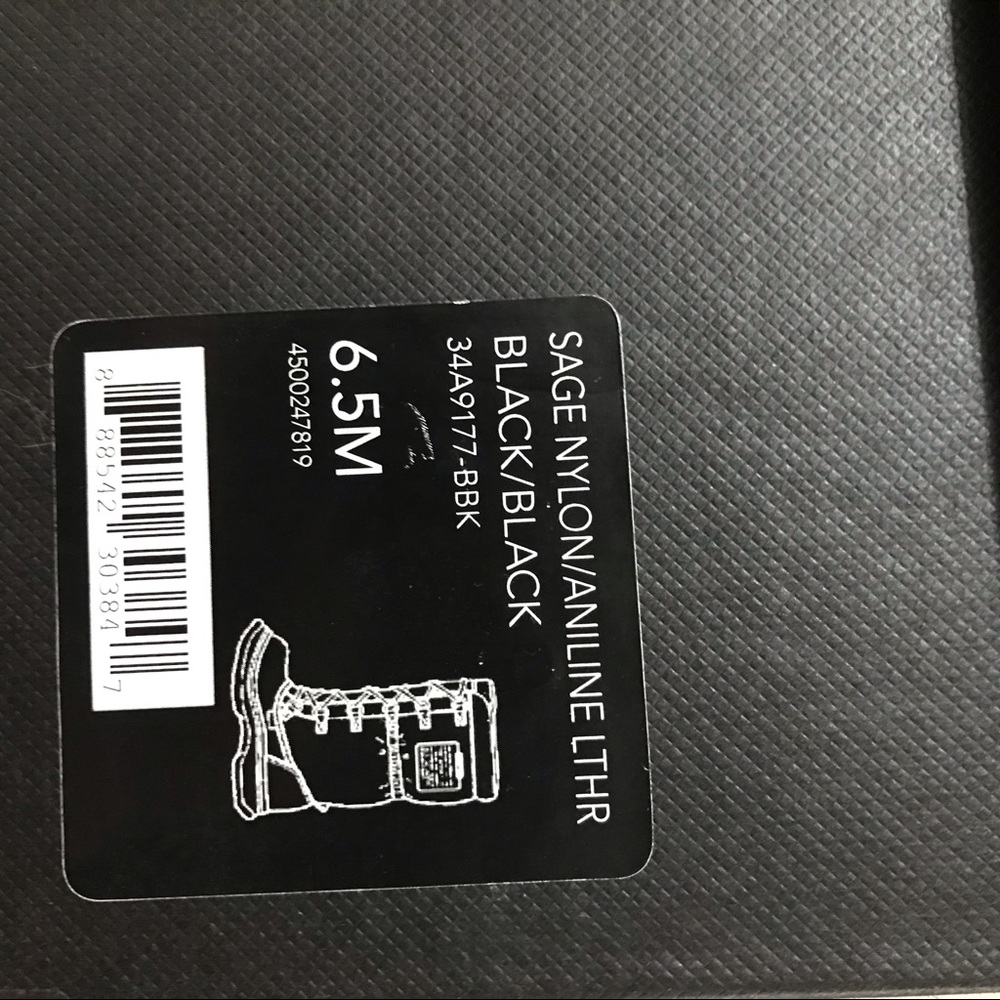 SAGE NYLON/ANILINE LTHR
BLACK/BLACK
34A9177-BBK
6.5M
4500247819
8 88542 30384 7